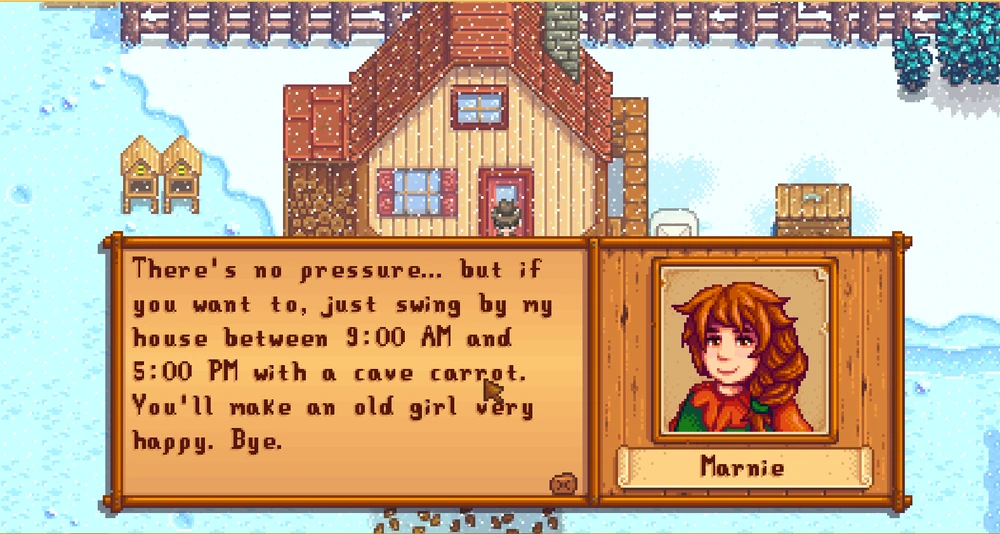 There's no pressure... but if
you want to, just swing by my
house between 9:00 AM and
5:00 PM with a cave carrot.
You'll make an old girl very
happy. Bye.
Marnie